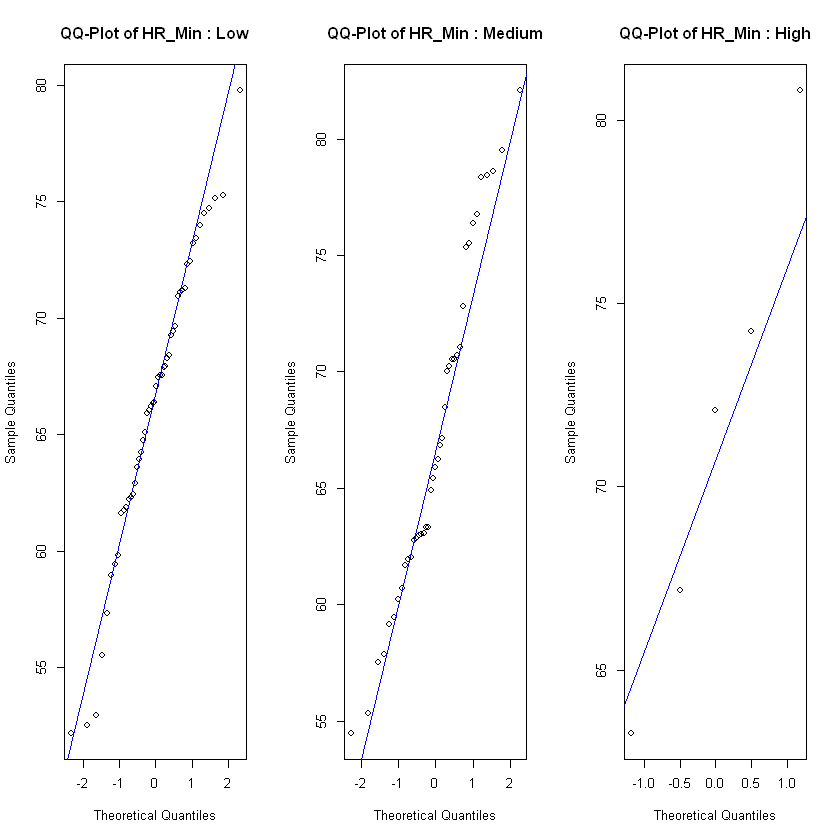 QQ-Plot of HR_Min : Low
Sample Quantiles
80
75
70
65
60
55
-2 -1 0 1 2
Theoretical Quantiles
QQ-Plot of HR_Min : Medium
Sample Quantiles
80
75
70
65
60
55
-2 -1 0 1 2
Theoretical Quantiles
QQ-Plot of HR_Min : High
Sample Quantiles
80
75
70
65
-1.0 -0.5 0.0 0.5 1.0
Theoretical Quantiles